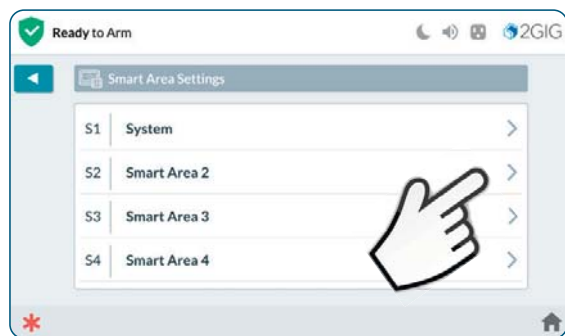 Ready to Arm
2GIG
Smart Area Settings
S1 System
S2 Smart Area 2
S3 Smart Area 3
S4 Smart Area 4